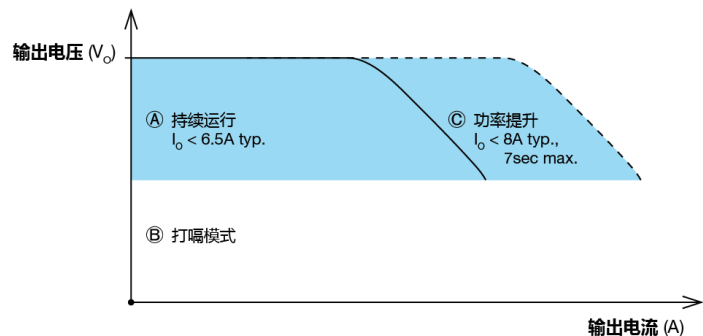 输出电压 (VO)
Ⓐ 持续运行
IO < 6.5A typ.
Ⓒ 功率提升
IO < 8A typ.,
7sec max.
Ⓑ 打嗝模式
输出电流 (A)